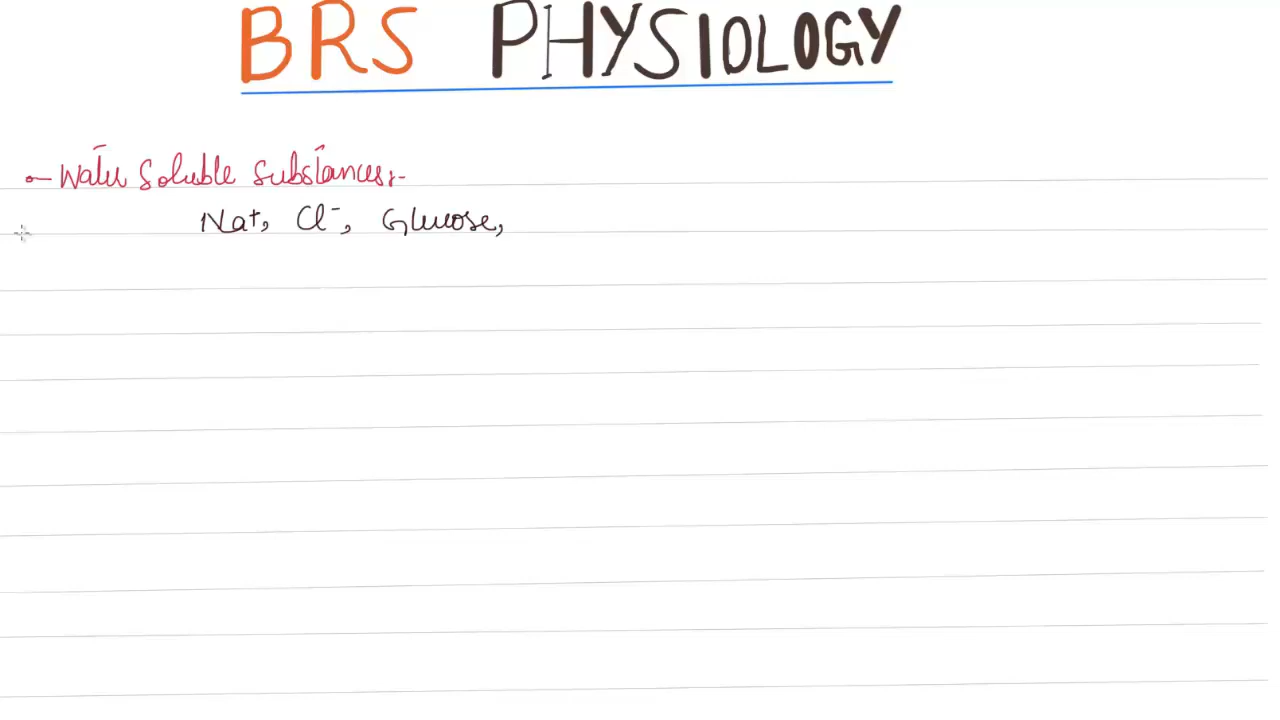 BRS PHYSIOLOGY
- Water Soluble Substances:-
Na+, Cl-, Glucose,